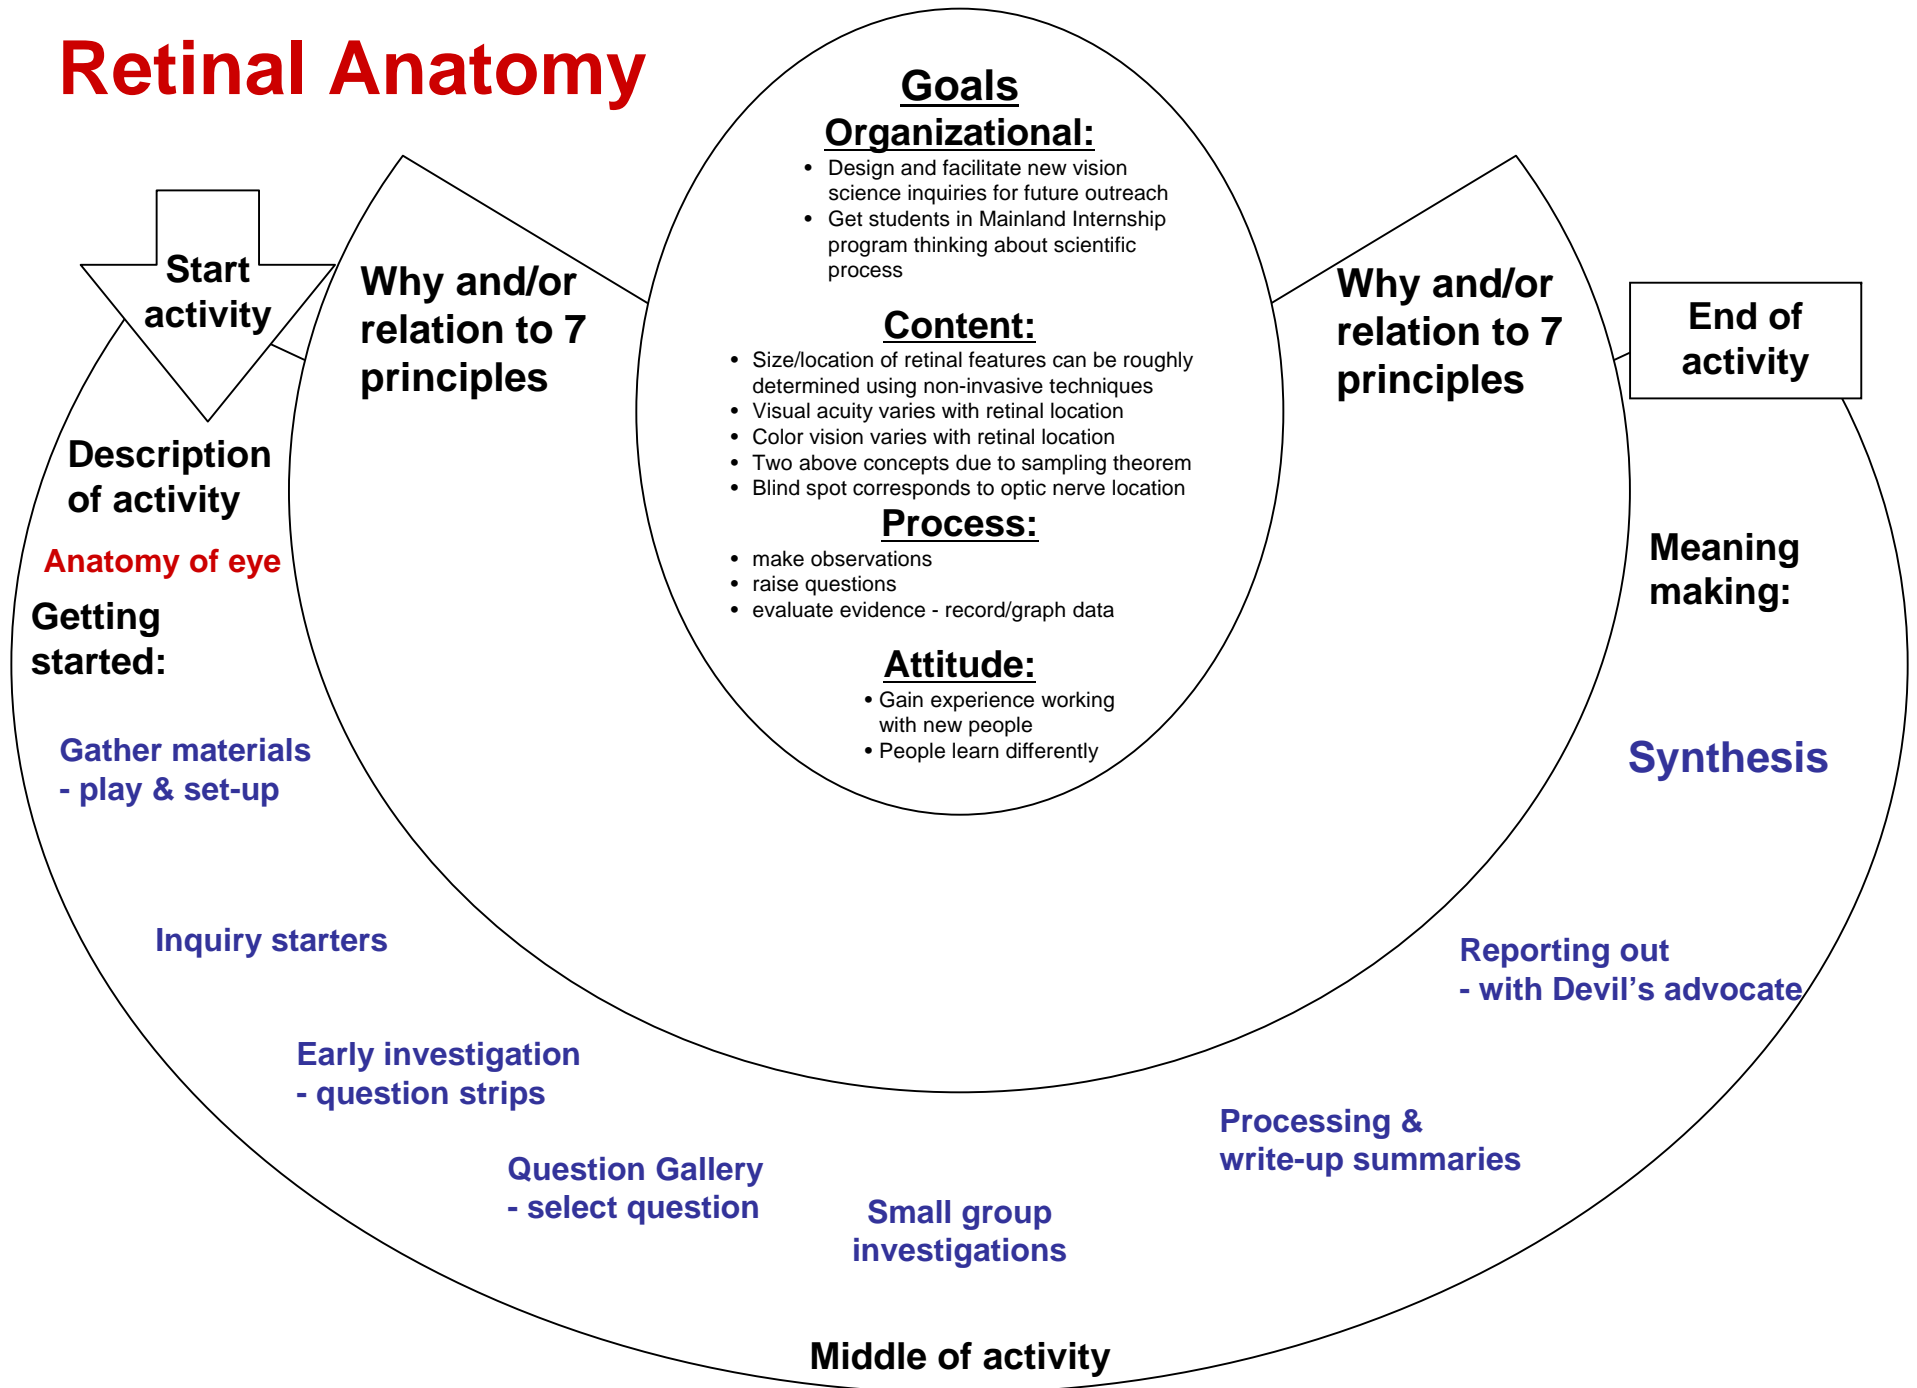 Retinal Anatomy
Goals
Organizational:
• Design and facilitate new vision
science inquiries for future outreach
• Get students in Mainland Internship
program thinking about scientific
process
Content:
• Size/location of retinal features can be roughly
determined using non-invasive techniques
• Visual acuity varies with retinal location
• Color vision varies with retinal location
• Two above concepts due to sampling theorem
• Blind spot corresponds to optic nerve location
Process:
• make observations
• raise questions
• evaluate evidence - record/graph data
Attitude:
• Gain experience working
with new people
• People learn differently
Start
activity
Why and/or
relation to 7
principles
Why and/or
relation to 7
principles
End of
activity
Description
of activity
Anatomy of eye
Getting
started:
Gather materials
- play & set-up
Inquiry starters
Early investigation
- question strips
Question Gallery
- select question
Small group
investigations
Middle of activity
Processing &
write-up summaries
Reporting out
- with Devil's advocate
Synthesis
Meaning
making: